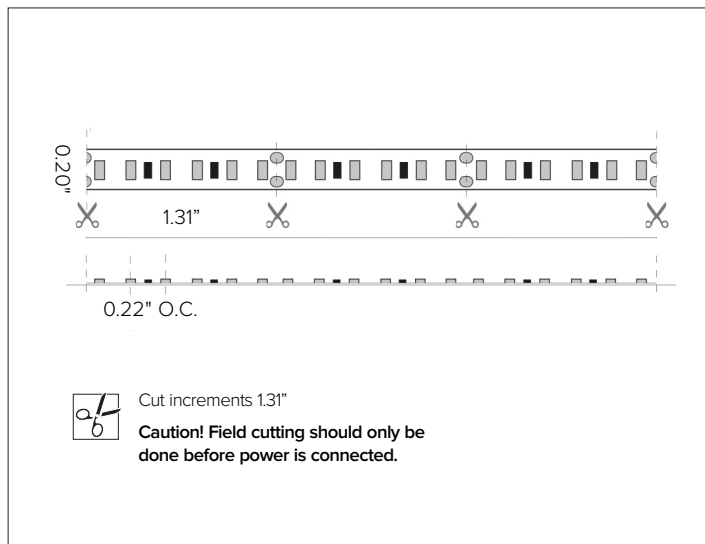 0.20"
1.31”
0.22" O.C.
Cut increments 1.31”
Caution! Field cutting should only be
done before power is connected.